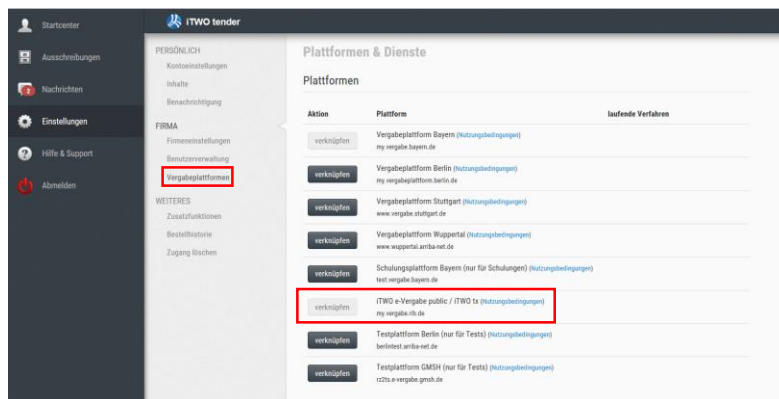 iTWO tender
Startcenter
Ausschreibungen
Nachrichten
Einstellungen
Hilfe & Support
Abmelden
PERSÖNLICH
Kontoeinstellungen
Inhalte
Benachrichtigung
FIRMA
Firmeneinstellungen
Benutzerverwaltung
Vergabeplattformen
WEITERES
Zusatzfunktionen
Bestellhistorie
Zugang löschen
Plattformen & Dienste
Plattformen
Aktion Plattform laufende Verfahren
verknüpfen Vergabeplattform Bayern (Nutzungsbedingungen)
my.vergabe.bayern.de
verknüpfen Vergabeplattform Berlin (Nutzungsbedingungen)
my.vergabeplattform.berlin.de
verknüpfen Vergabeplattform Stuttgart (Nutzungsbedingungen)
www.vergabe.stuttgart.de
verknüpfen Vergabeplattform Wuppertal (Nutzungsbedingungen)
www.wuppertal.arriba-net.de
verknüpfen Schulungsplattform Bayern (nur für Schulungen) (Nutzungsbedingungen)
test.vergabe.bayern.de
verknüpfen iTWO e-Vergabe public / iTWO tx (Nutzungsbedingungen)
my.vergabe.rib.de
verknüpfen Testplattform Berlin (nur für Tests) (Nutzungsbedingungen)
berlintest.arriba-net.de
verknüpfen Testplattform GMSH (nur für Tests) (Nutzungsbedingungen)
rz2ts.e-vergabe.gmsh.de